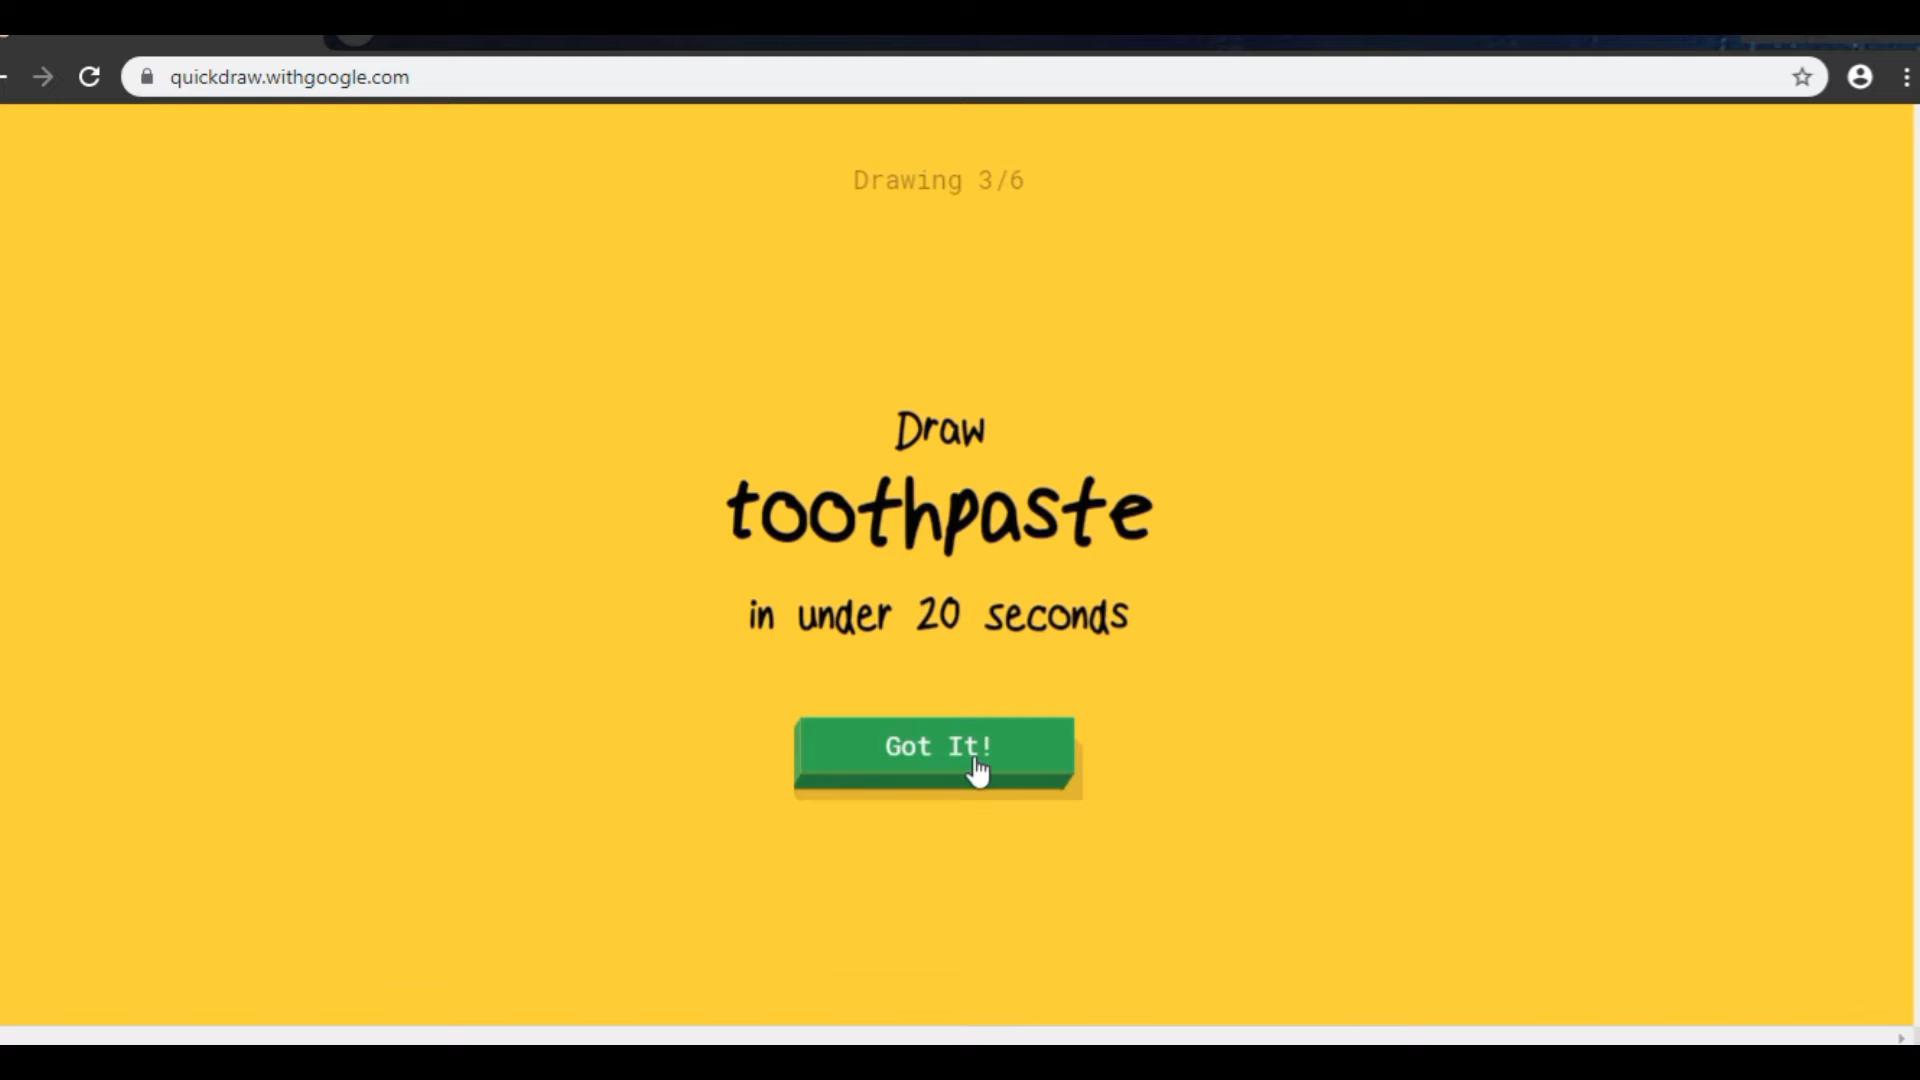 quickdraw.withgoogle.com
Drawing 3/6
Draw
toothpaste
in under 20 seconds
Got It!